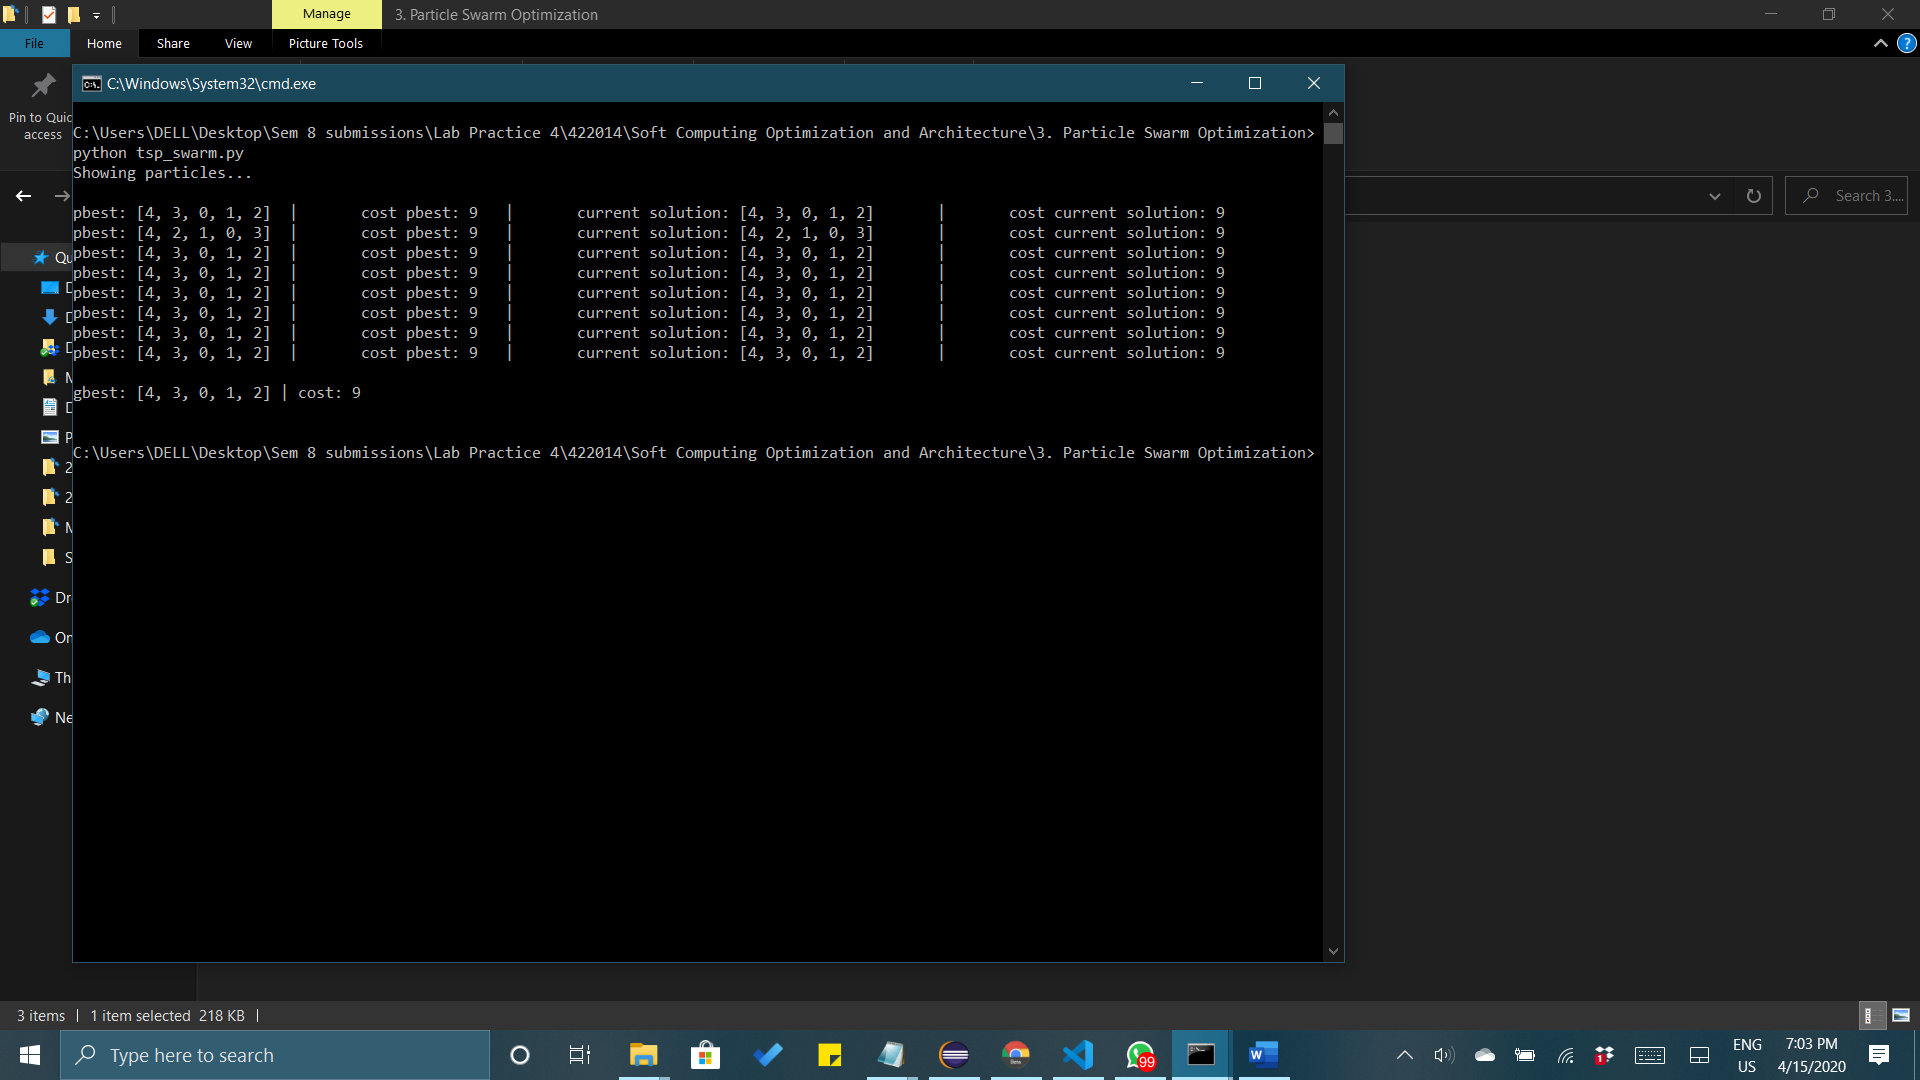 Manage
3. Particle Swarm Optimization
File
Home
Share
View
Picture Tools
Pin to Quic
access
C:\Windows\System32\cmd.exe
C:\Users\DELL\Desktop\Sem 8 submissions\Lab Practice 4\422014\Soft Computing Optimization and Architecture\3. Particle Swarm Optimization>
python tsp_swarm.py
Showing particles...
pbest: [4, 3, 0, 1, 2] | cost pbest: 9 | current solution: [4, 3, 0, 1, 2] | cost current solution: 9
pbest: [4, 2, 1, 0, 3] | cost pbest: 9 | current solution: [4, 2, 1, 0, 3] | cost current solution: 9
pbest: [4, 3, 0, 1, 2] | cost pbest: 9 | current solution: [4, 3, 0, 1, 2] | cost current solution: 9
pbest: [4, 3, 0, 1, 2] | cost pbest: 9 | current solution: [4, 3, 0, 1, 2] | cost current solution: 9
pbest: [4, 3, 0, 1, 2] | cost pbest: 9 | current solution: [4, 3, 0, 1, 2] | cost current solution: 9
pbest: [4, 3, 0, 1, 2] | cost pbest: 9 | current solution: [4, 3, 0, 1, 2] | cost current solution: 9
pbest: [4, 3, 0, 1, 2] | cost pbest: 9 | current solution: [4, 3, 0, 1, 2] | cost current solution: 9
pbest: [4, 3, 0, 1, 2] | cost pbest: 9 | current solution: [4, 3, 0, 1, 2] | cost current solution: 9
gbest: [4, 3, 0, 1, 2] | cost: 9
C:\Users\DELL\Desktop\Sem 8 submissions\Lab Practice 4\422014\Soft Computing Optimization and Architecture\3. Particle Swarm Optimization>
Search 3....
Qu
D
D
D
M
D
P
2
2
M
S
Dr
On
Th
Ne
3 items | 1 item selected 218 KB |
Type here to search
99
1
ENG
US
7:03 PM
4/15/2020